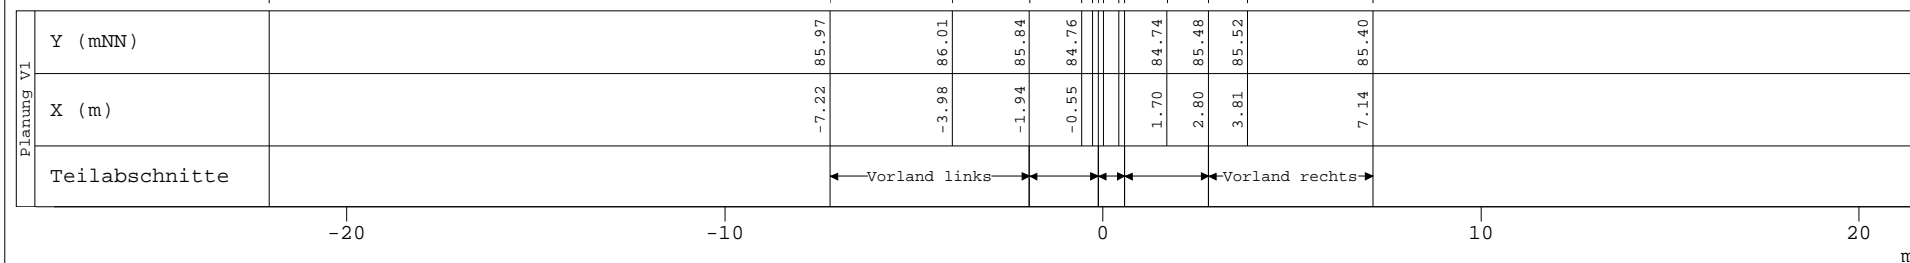 Planung V1
Y (mNN)
85.97 86.01 85.84 84.76 84.74 85.48 85.52 85.40
X (m)
-7.22 -3.98 -1.94 -0.55 1.70 2.80 3.81 7.14
Teilabschnitte
Vorland links Vorland rechts
-20 -10 0 10 20
m